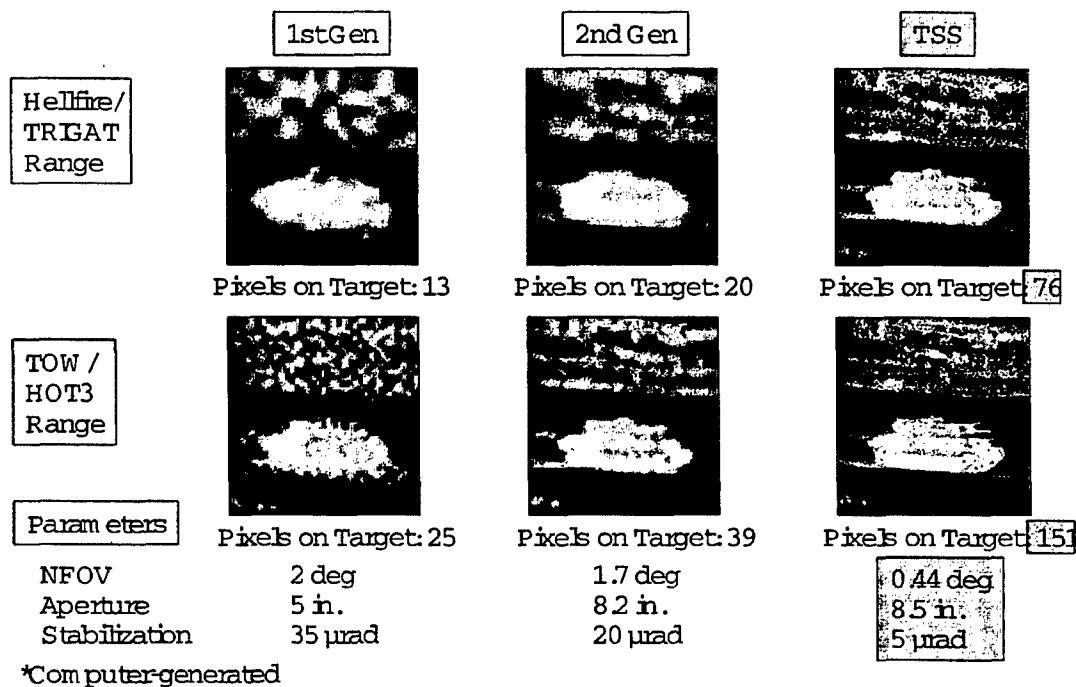 1st Gen 2nd Gen TSS
Hellfire/
TRIGAT
Range
Pixels on Target: 13 Pixels on Target: 20 Pixels on Target: 76
TOW /
HOT3
Range
Pixels on Target: 25 Pixels on Target: 39 Pixels on Target: 151
Parameters
NFOV 2 deg 1.7 deg 0.44 deg
Aperture 5 in. 8.2 in. 8.5 in.
Stabilization 35 µrad 20 µrad 5 µrad
*Computer-generated